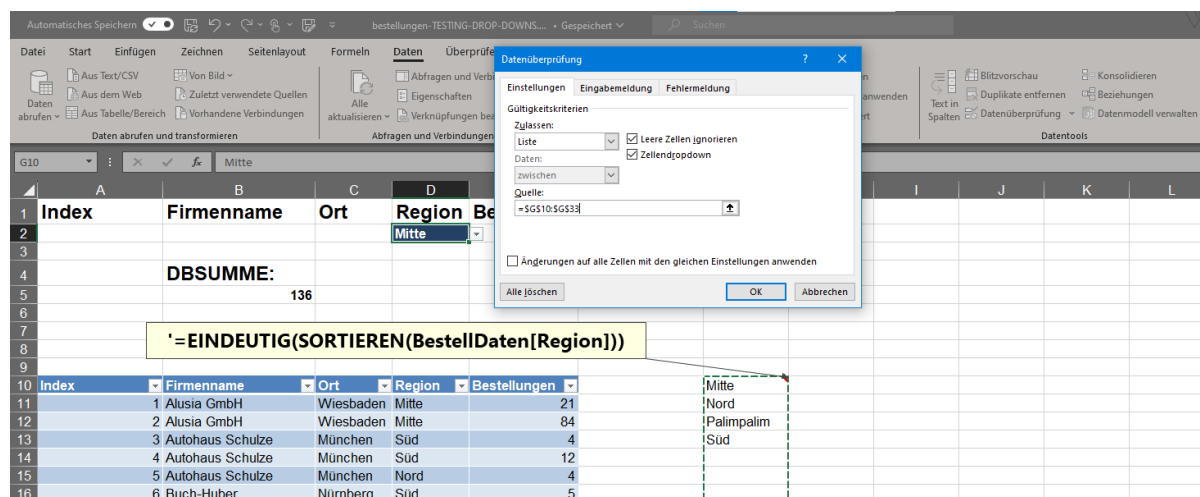 Automatisches Speichern
bestellungen-TESTING-DROP-DOWNS.... • Gespeichert
Suchen
Datei Start Einfügen Zeichnen Seitenlayout Formeln Daten Überprüfe
Aus Text/CSV Von Bild Abfragen und Verbi
Aus dem Web Zuletzt verwendete Quellen Eigenschaften
Aus Tabelle/Bereich Vorhandene Verbindungen Verknüpfungen bea
Daten abrufen
Alle aktualisieren
Daten abrufen und transformieren Abfragen und Verbindungen
anwenden
Text in Spalten
Blitzvorschau Konsolidieren
Duplikate entfernen Beziehungen
Datenüberprüfung Datenmodell verwalten
Datentools
Datenüberprüfung ? ×
Einstellungen Eingabemeldung Fehlermeldung
Gültigkeitskriterien
Zulassen:
Liste Leere Zellen ignorieren
Daten: Zellendropdown
zwischen
Quelle:
=$G$10:$G$33
Änderungen auf alle Zellen mit den gleichen Einstellungen anwenden
Alle löschen OK Abbrechen
G10 fx Mitte
A B C D I J K L
1 Index Firmenname Ort Region Be
2 Mitte
3
4 DBSUMME:
5 136
6
7
'=EINDEUTIG(SORTIEREN(BestellDaten[Region]))
8
9
10 Index Firmenname Ort Region Bestellungen Mitte
11 1 Alusia GmbH Wiesbaden Mitte 21 Nord
12 2 Alusia GmbH Wiesbaden Mitte 84 Palimpalim
13 3 Autohaus Schulze München Süd 4 Süd
14 4 Autohaus Schulze München Süd 12
15 5 Autohaus Schulze München Nord 4
16 6 Buch-Huber Nürnberg Süd 5